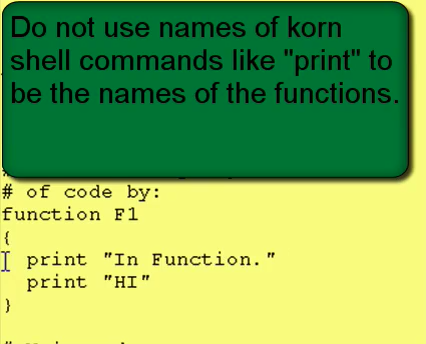 Do not use names of korn
shell commands like "print" to
be the names of the functions.
# of code by:
function F1
{
print "In Function."
print "HI"
}